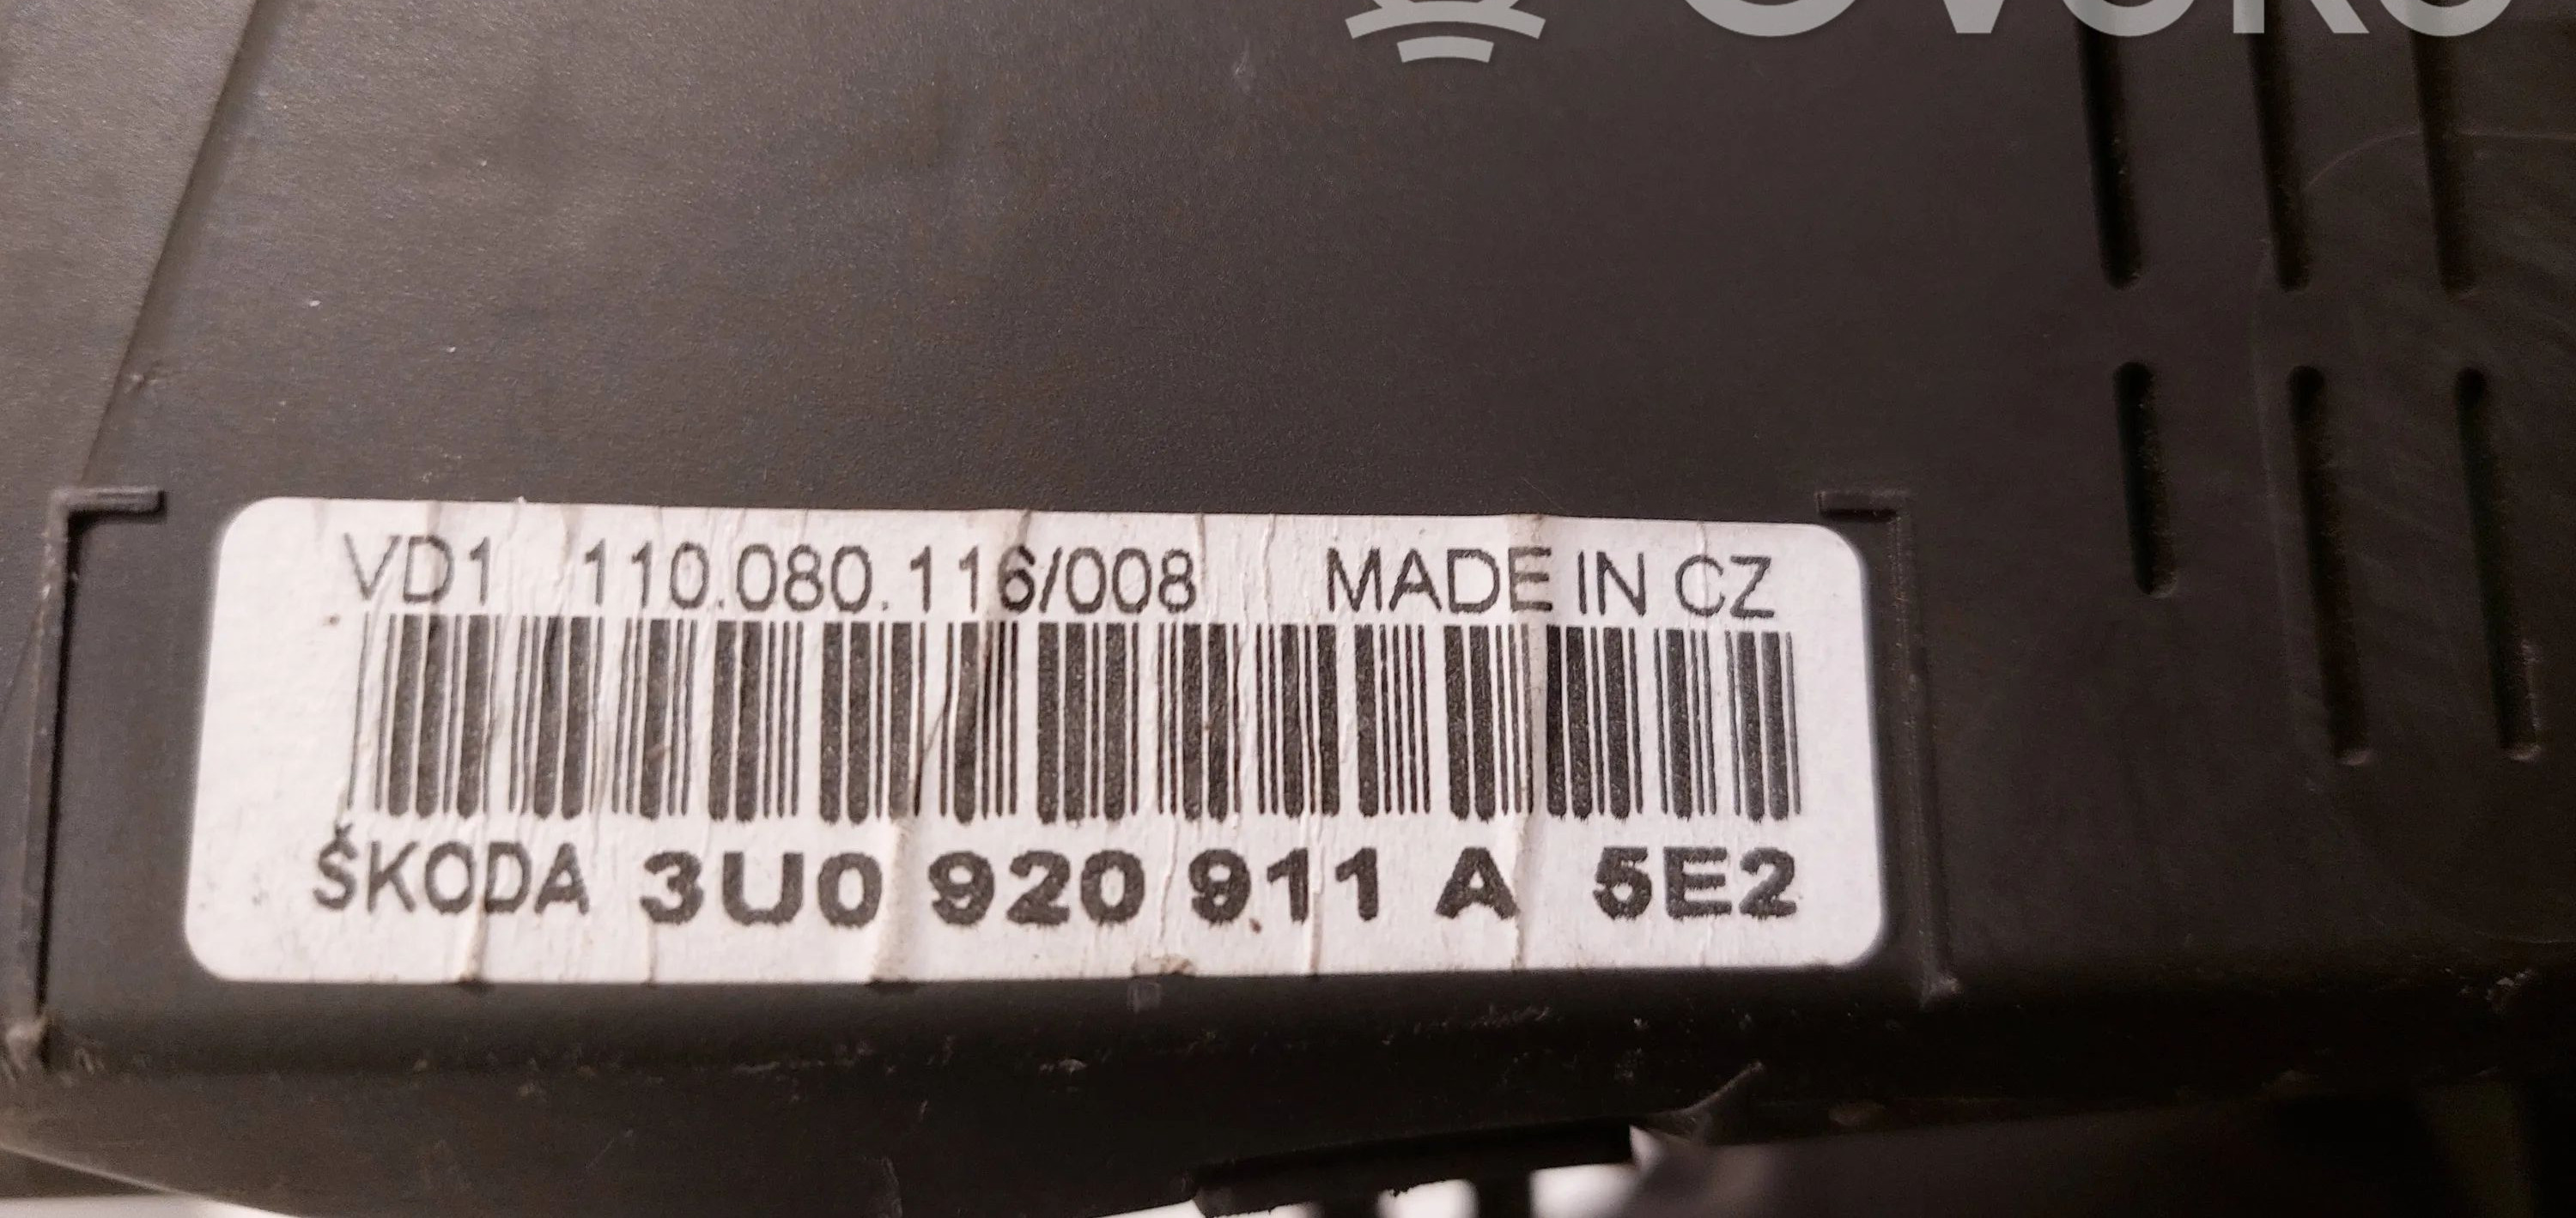 VD1 110.080.116/008 MADE IN CZ
ŠKODA 3U0 920 911 A 5E2